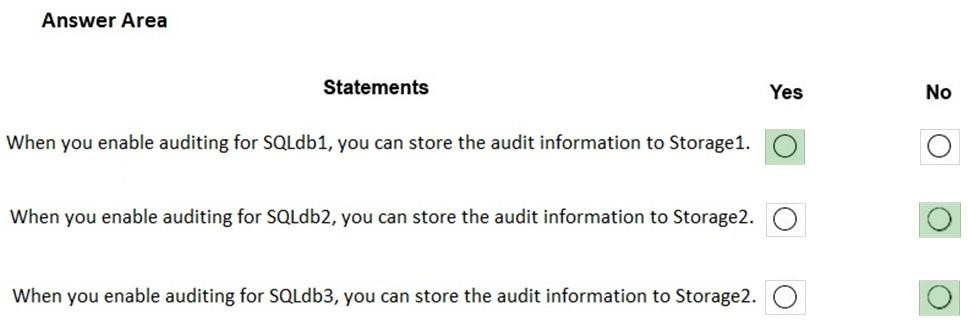 Answer Area
Statements Yes No
When you enable auditing for SQLdb1, you can store the audit information to Storage1.
When you enable auditing for SQLdb2, you can store the audit information to Storage2.
When you enable auditing for SQLdb3, you can store the audit information to Storage2.